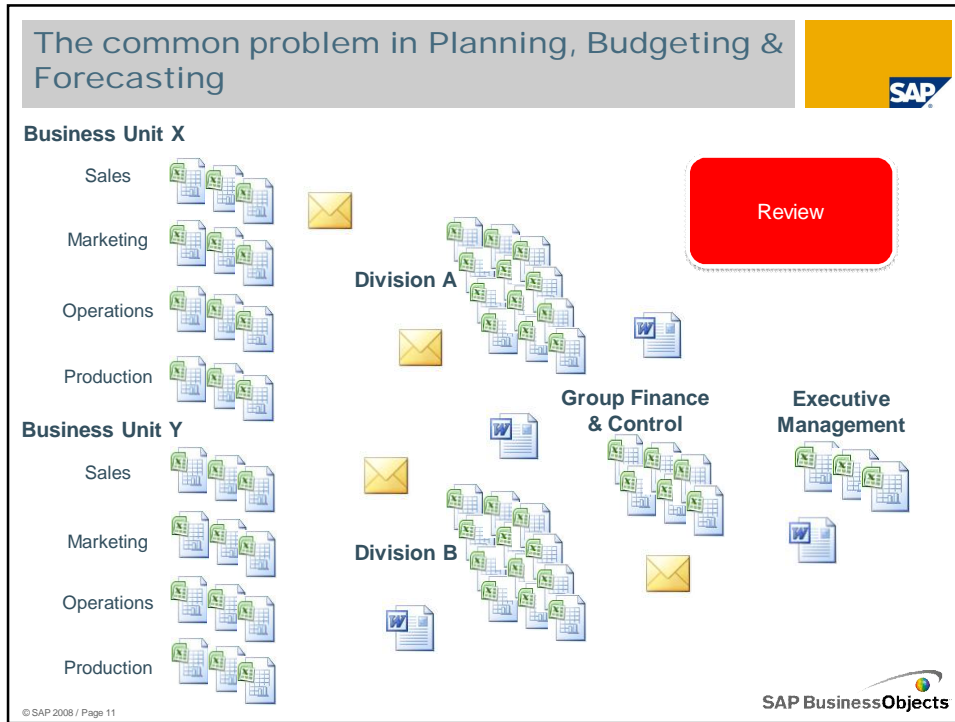 The common problem in Planning, Budgeting &
Forecasting
SAP
Business Unit X
Sales
Marketing
Operations
Production
Business Unit Y
Sales
Marketing
Operations
Production
Division A
Division B
Review
Group Finance
& Control
Executive
Management
© SAP 2008 / Page 11
SAP BusinessObjects